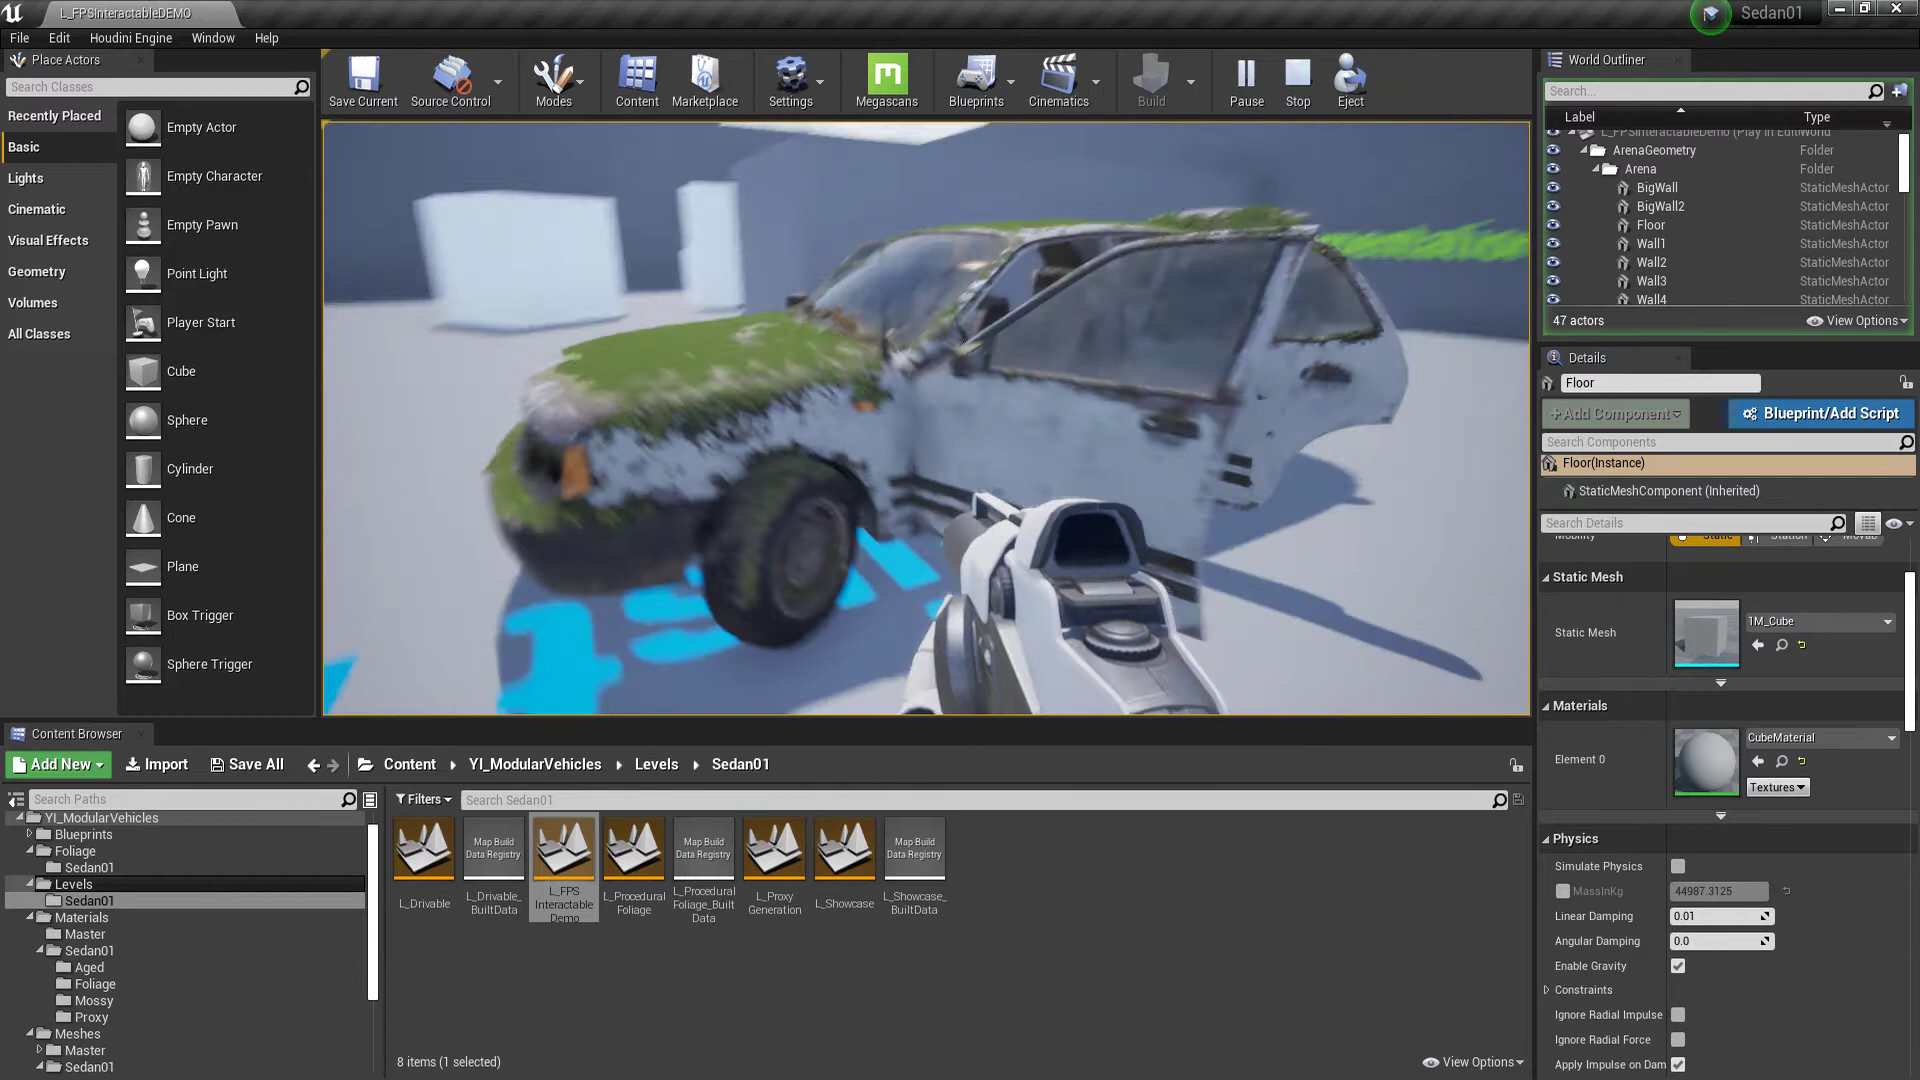 L_FPSInteractableDEMO
Sedan01
File Edit Houdini Engine Window Help
Place Actors
Search Classes
Recently Placed
Basic
Lights
Cinematic
Visual Effects
Geometry
Volumes
All Classes
Empty Actor
Empty Character
Empty Pawn
Point Light
Player Start
Cube
Sphere
Cylinder
Cone
Plane
Box Trigger
Sphere Trigger
Save Current Source Control Modes Content Marketplace Settings Megascans Blueprints Cinematics Build Pause Stop Eject
World Outliner
Search...
Label Type
L_FPSInteractableDemo (Play In Editor) World
ArenaGeometry Folder
Arena Folder
BigWall StaticMeshActor
BigWall2 StaticMeshActor
Floor StaticMeshActor
Wall1 StaticMeshActor
Wall2 StaticMeshActor
Wall3 StaticMeshActor
Wall4 StaticMeshActor
47 actors View Options
Details
Floor
+Add Component Blueprint/Add Script
Search Components
Floor(Instance)
StaticMeshComponent (Inherited)
Search Details
Mobility Static
Static Mesh
Static Mesh 1M_Cube
Materials
Element 0 CubeMaterial
Textures
Physics
Simulate Physics
MassInKg 44987.3125
Linear Damping 0.01
Angular Damping 0.0
Enable Gravity
Constraints
Ignore Radial Impulse
Ignore Radial Force
Apply Impulse on Dam
Content Browser
Add New Import Save All Content YI_ModularVehicles Levels Sedan01
Search Paths
Filters Search Sedan01
YI_ModularVehicles
Blueprints
Foliage
Sedan01
Levels
Sedan01
Materials
Master
Sedan01
Aged
Foliage
Mossy
Proxy
Meshes
Master
Sedan01
Map Build
Data Registry
Map Build
Data Registry
Map Build
Data Registry
L_Drivable
L_Drivable_
BuiltData
L_FPS
Interactable
Demo
L_Procedural
Foliage
L_Procedural
Foliage_Built
Data
L_Proxy
Generation
L_Showcase
L_Showcase_
BuiltData
8 items (1 selected) View Options